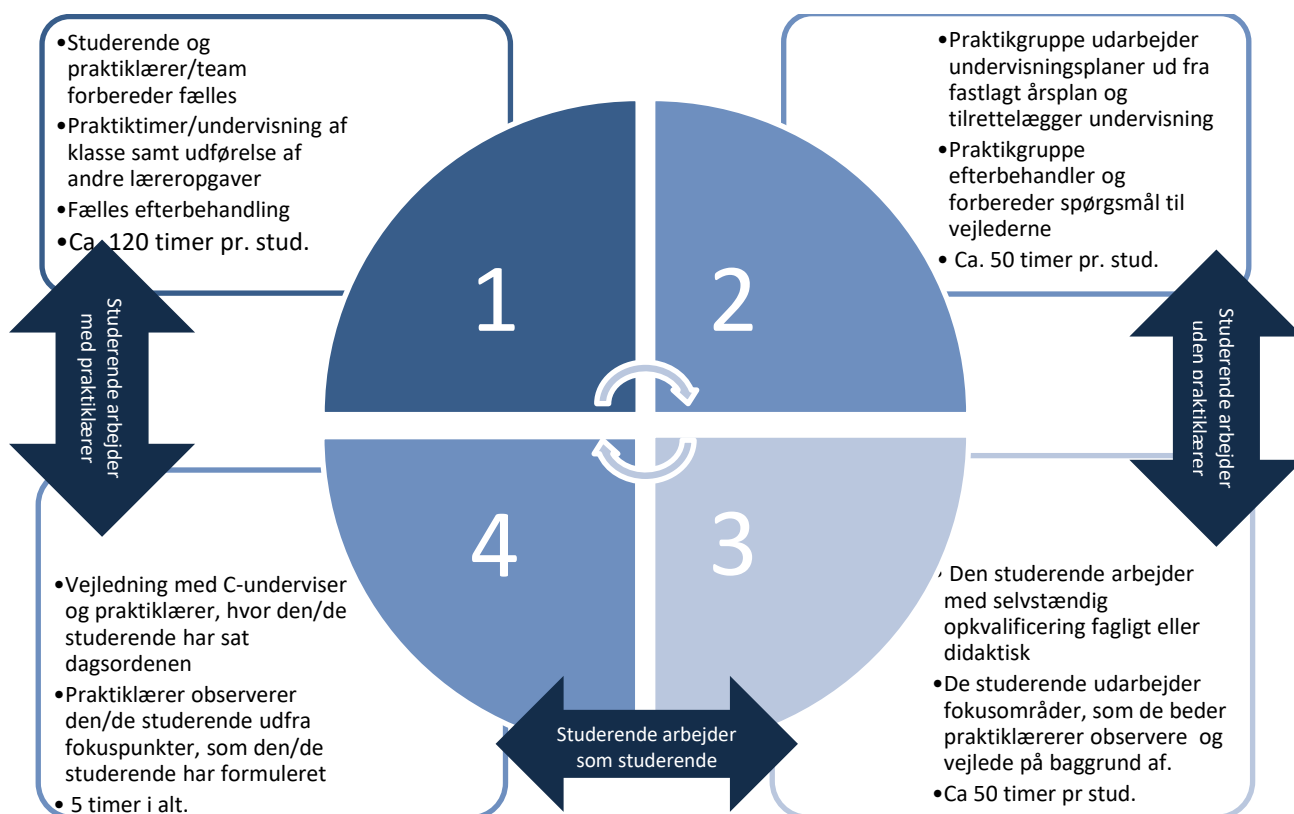 •Studerende og
praktiklærer/team
forbereder fælles
•Praktiktimer/undervisning af
klasse samt udførelse af
andre læreropgaver
•Fælles efterbehandling
•Ca. 120 timer pr. stud.
•Praktikgruppe udarbejder
undervisningsplaner ud fra
fastlagt årsplan og
tilrettelægger undervisning
•Praktikgruppe
efterbehandler og
forbereder spørgsmål til
vejlederne
• Ca. 50 timer pr. stud.
1
2
Studerende arbejder
med praktiklærer
Studerende arbejder
uden praktiklærer
4
3
•Vejledning med C-underviser
og praktiklærer, hvor den/de
studerende har sat
dagsordenen
•Praktiklærer observerer
den/de studerende udfra
fokuspunkter, som den/de
studerende har formuleret
• 5 timer i alt.
• Den studerende arbejder
med selvstændig
opkvalificering fagligt eller
didaktisk
•De studerende udarbejder
fokusområder, som de beder
praktiklærerer observere og
vejlede på baggrund af.
•Ca 50 timer pr stud.
Studerende arbejder
som studerende